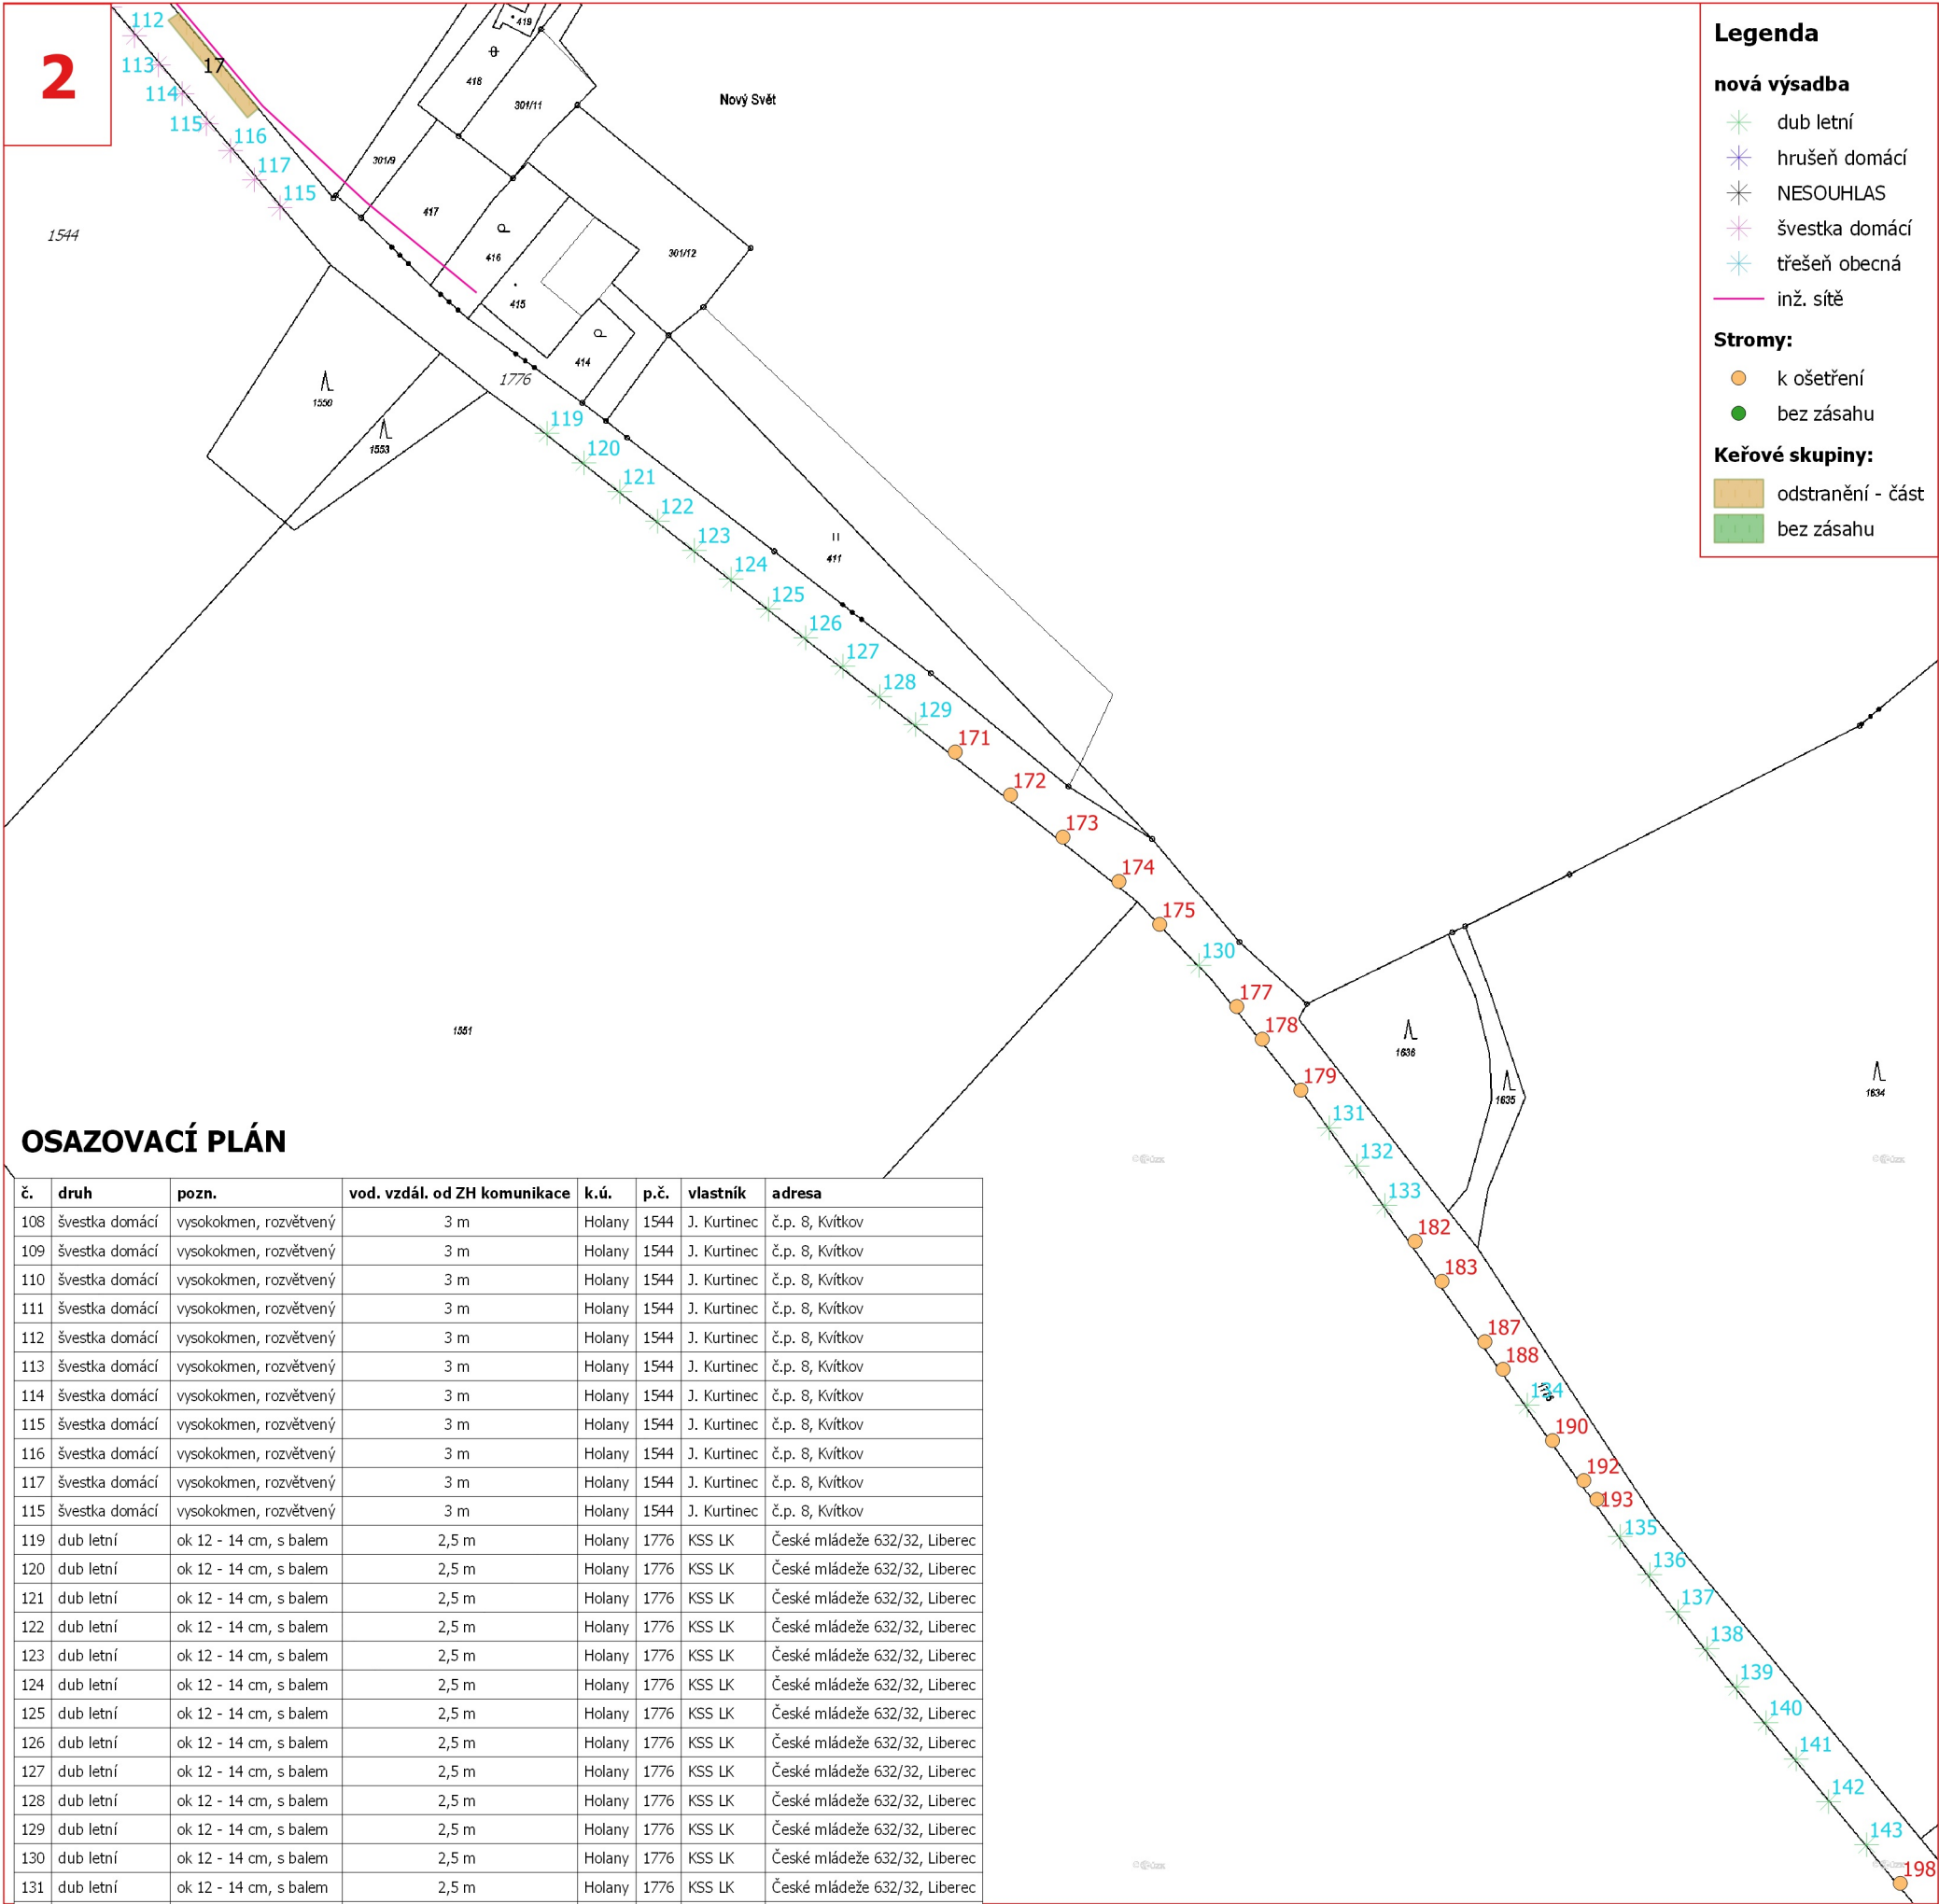 2
112
113
114
115
116
117
115
17
1544
419
418
301/11
301/9
417
416
415
414
301/12
Nový Svět
1776
1550
1553
119
120
121
122
123
124
125
126
127
128
129
II
411
171
172
173
174
175
130
177
178
179
131
132
133
182
183
187
188
134
190
192
193
135
136
137
138
139
140
141
142
143
198
1551
1636
1635
1634
Legenda
nová výsadba
dub letní
hrušeň domácí
NESOUHLAS
švestka domácí
třešeň obecná
inž. sítě
Stromy:
k ošetření
bez zásahu
Keřové skupiny:
odstranění - část
bez zásahu
OSAZOVACÍ PLÁN
č. druh pozn. vod. vzdál. od ZH komunikace k.ú. p.č. vlastník adresa
108 švestka domácí vysokokmen, rozvětvený 3 m Holany 1544 J. Kurtinec č.p. 8, Kvítkov
109 švestka domácí vysokokmen, rozvětvený 3 m Holany 1544 J. Kurtinec č.p. 8, Kvítkov
110 švestka domácí vysokokmen, rozvětvený 3 m Holany 1544 J. Kurtinec č.p. 8, Kvítkov
111 švestka domácí vysokokmen, rozvětvený 3 m Holany 1544 J. Kurtinec č.p. 8, Kvítkov
112 švestka domácí vysokokmen, rozvětvený 3 m Holany 1544 J. Kurtinec č.p. 8, Kvítkov
113 švestka domácí vysokokmen, rozvětvený 3 m Holany 1544 J. Kurtinec č.p. 8, Kvítkov
114 švestka domácí vysokokmen, rozvětvený 3 m Holany 1544 J. Kurtinec č.p. 8, Kvítkov
115 švestka domácí vysokokmen, rozvětvený 3 m Holany 1544 J. Kurtinec č.p. 8, Kvítkov
116 švestka domácí vysokokmen, rozvětvený 3 m Holany 1544 J. Kurtinec č.p. 8, Kvítkov
117 švestka domácí vysokokmen, rozvětvený 3 m Holany 1544 J. Kurtinec č.p. 8, Kvítkov
115 švestka domácí vysokokmen, rozvětvený 3 m Holany 1544 J. Kurtinec č.p. 8, Kvítkov
119 dub letní ok 12 - 14 cm, s balem 2,5 m Holany 1776 KSS LK České mládeže 632/32, Liberec
120 dub letní ok 12 - 14 cm, s balem 2,5 m Holany 1776 KSS LK České mládeže 632/32, Liberec
121 dub letní ok 12 - 14 cm, s balem 2,5 m Holany 1776 KSS LK České mládeže 632/32, Liberec
122 dub letní ok 12 - 14 cm, s balem 2,5 m Holany 1776 KSS LK České mládeže 632/32, Liberec
123 dub letní ok 12 - 14 cm, s balem 2,5 m Holany 1776 KSS LK České mládeže 632/32, Liberec
124 dub letní ok 12 - 14 cm, s balem 2,5 m Holany 1776 KSS LK České mládeže 632/32, Liberec
125 dub letní ok 12 - 14 cm, s balem 2,5 m Holany 1776 KSS LK České mládeže 632/32, Liberec
126 dub letní ok 12 - 14 cm, s balem 2,5 m Holany 1776 KSS LK České mládeže 632/32, Liberec
127 dub letní ok 12 - 14 cm, s balem 2,5 m Holany 1776 KSS LK České mládeže 632/32, Liberec
128 dub letní ok 12 - 14 cm, s balem 2,5 m Holany 1776 KSS LK České mládeže 632/32, Liberec
129 dub letní ok 12 - 14 cm, s balem 2,5 m Holany 1776 KSS LK České mládeže 632/32, Liberec
130 dub letní ok 12 - 14 cm, s balem 2,5 m Holany 1776 KSS LK České mládeže 632/32, Liberec
131 dub letní ok 12 - 14 cm, s balem 2,5 m Holany 1776 KSS LK České mládeže 632/32, Liberec